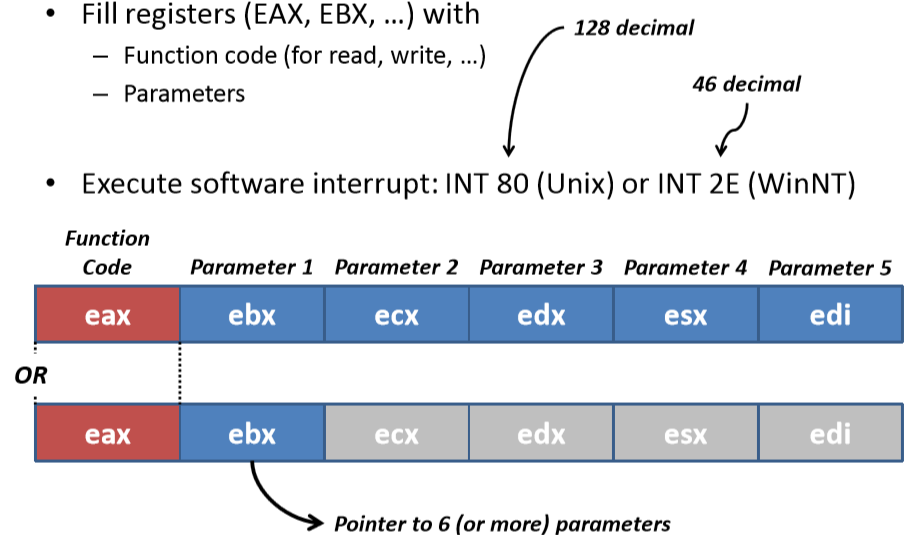 • Fill registers (EAX, EBX, ...) with
128 decimal
– Function code (for read, write, ...)
– Parameters
46 decimal
• Execute software interrupt: INT 80 (Unix) or INT 2E (WinNT)
Function
Code Parameter 1 Parameter 2 Parameter 3 Parameter 4 Parameter 5
eax ebx ecx edx esx edi
OR
eax ebx ecx edx esx edi
Pointer to 6 (or more) parameters